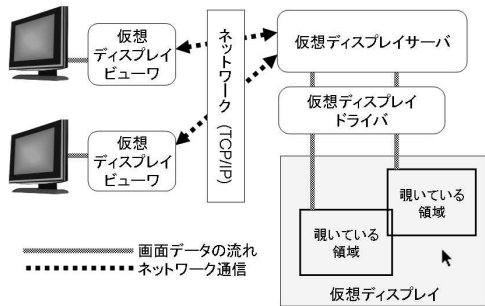 仮想
ディスプレイ
ビューワ
仮想
ディスプレイ
ビューワ
ネットワーク (TCP/IP)
仮想ディスプレイサーバ
仮想ディスプレイ
ドライバ
覗いている
領域
覗いている
領域
仮想ディスプレイ
画面データの流れ
ネットワーク通信